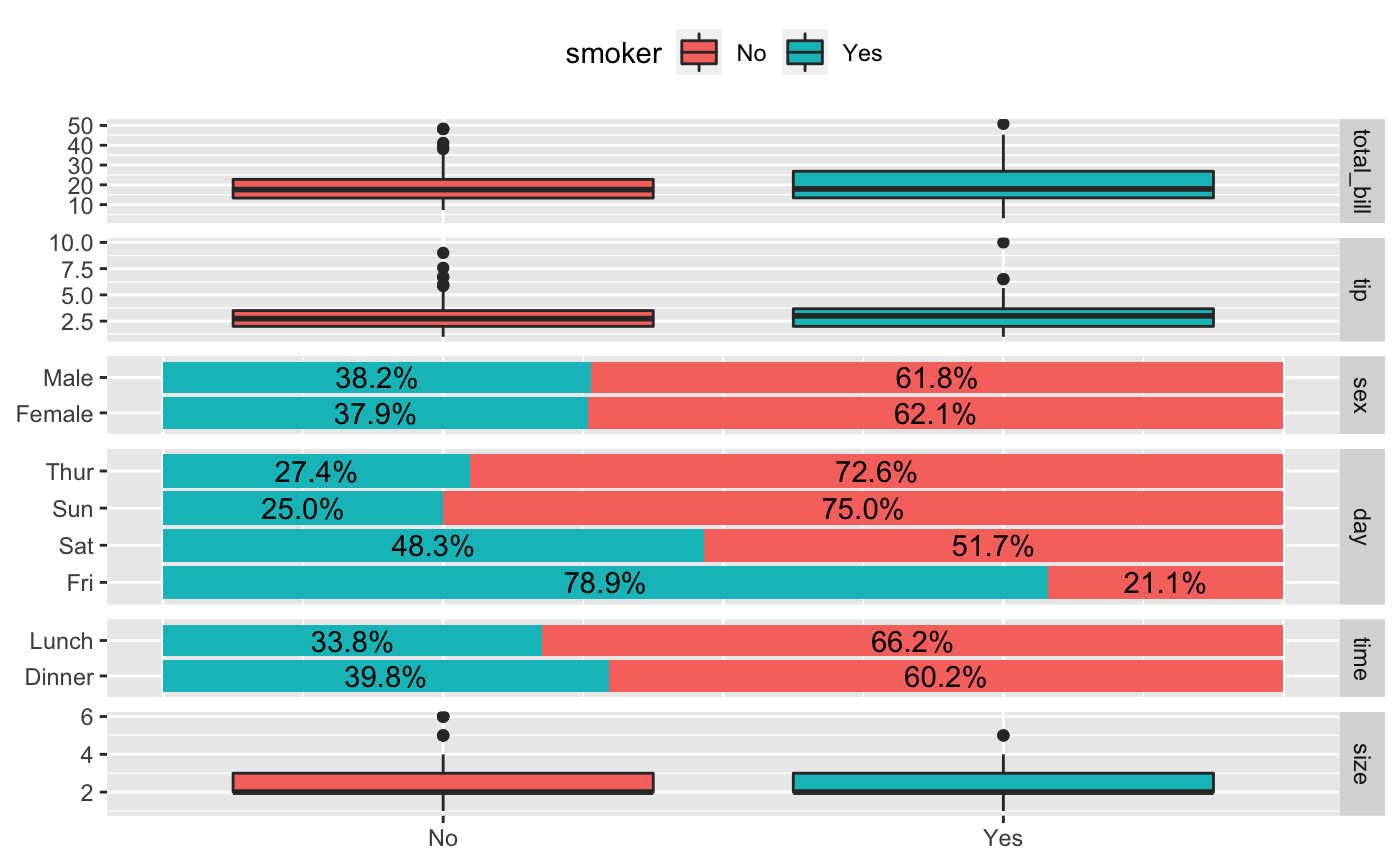 smoker No Yes
50
40
30
20
10
total_bill
10.0
7.5
5.0
2.5
tip
Male 38.2% 61.8%
Female 37.9% 62.1%
sex
Thur 27.4% 72.6%
Sun 25.0% 75.0%
Sat 48.3% 51.7%
Fri 78.9% 21.1%
day
Lunch 33.8% 66.2%
Dinner 39.8% 60.2%
time
6
4
2
size
No Yes